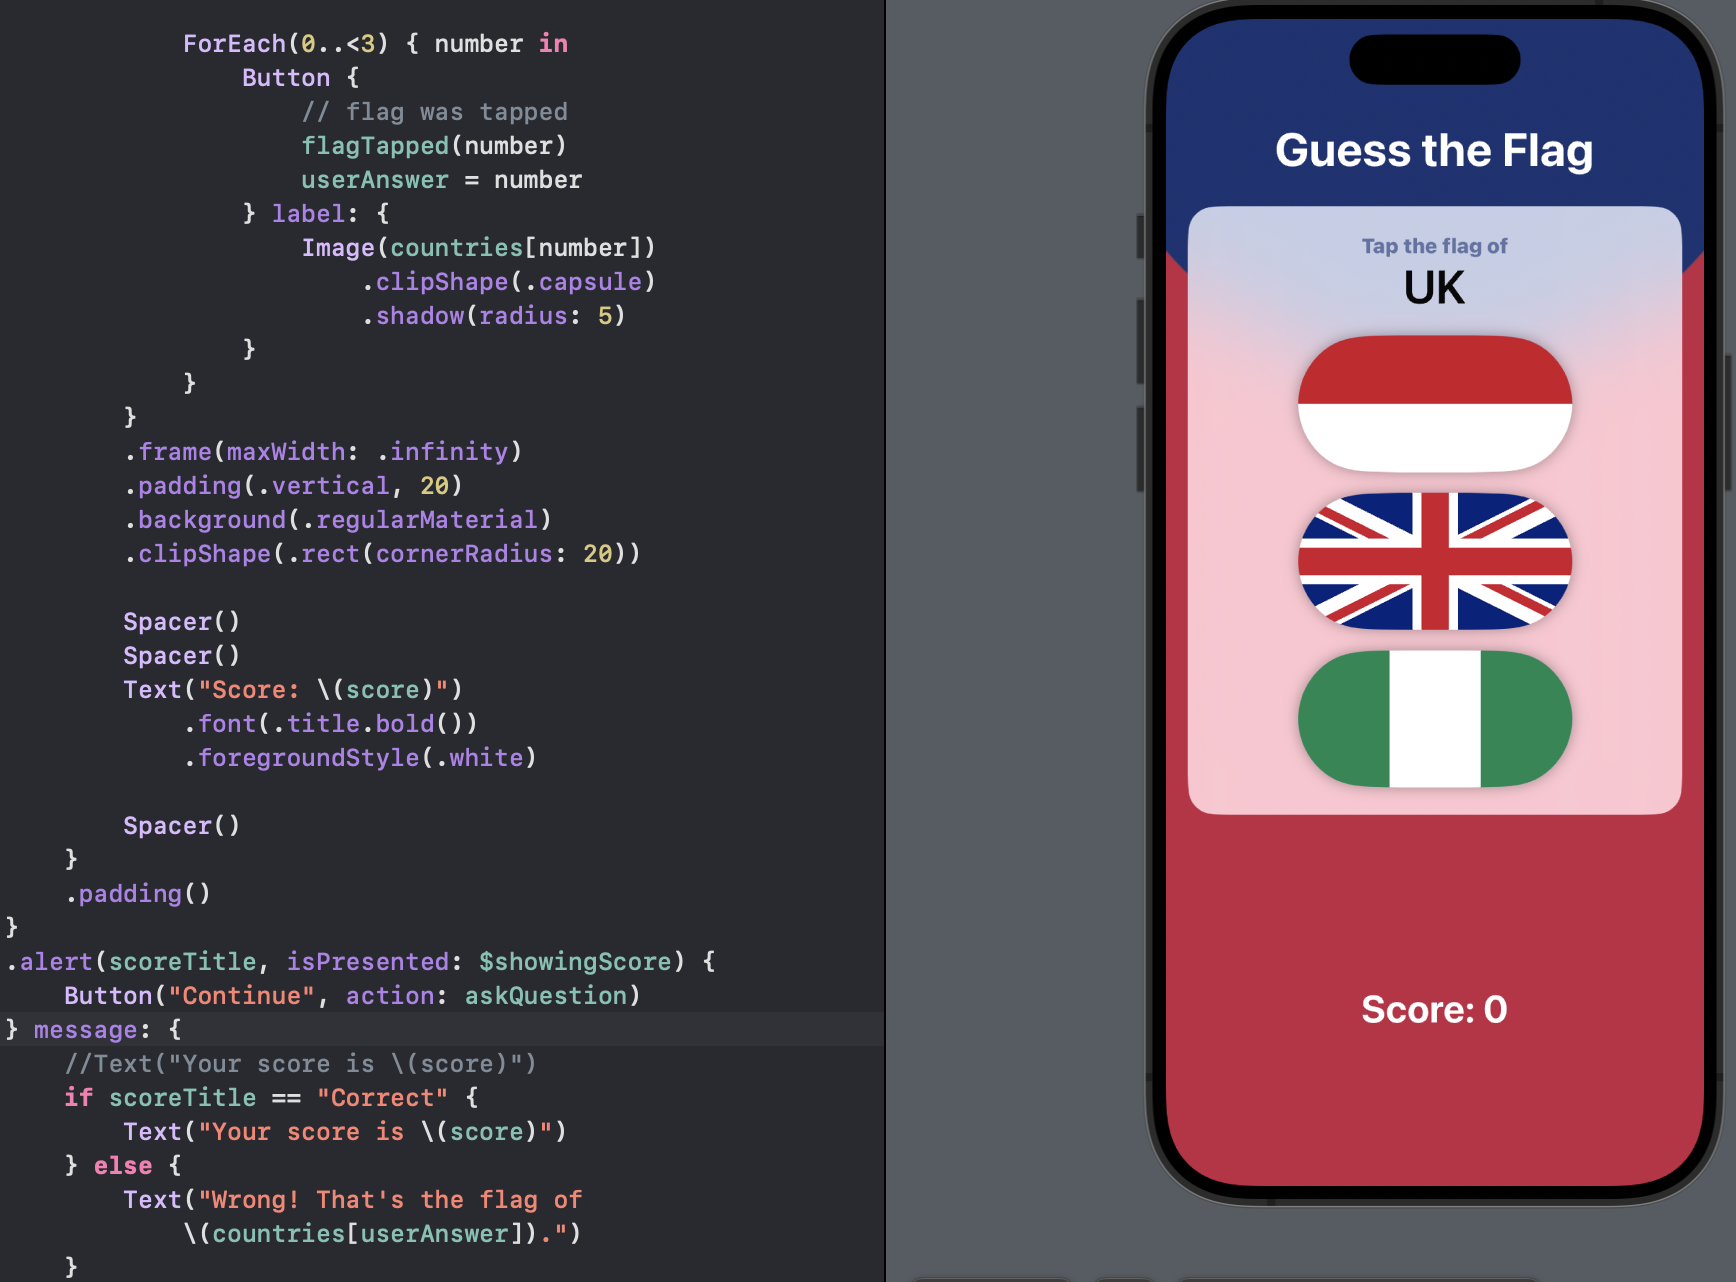 ForEach(0..<3) { number in
Button {
// flag was tapped
flagTapped(number)
userAnswer = number
} label: {
Image(countries[number])
.clipShape(.capsule)
.shadow(radius: 5)
}
}
}
.frame(maxWidth: .infinity)
.padding(.vertical, 20)
.background(.regularMaterial)
.clipShape(.rect(cornerRadius: 20))
Spacer()
Spacer()
Text("Score: \(score)")
.font(.title.bold())
.foregroundStyle(.white)
Spacer()
}
.padding()
}
.alert(scoreTitle, isPresented: $showingScore) {
Button("Continue", action: askQuestion)
} message: {
//Text("Your score is \(score)")
if scoreTitle == "Correct" {
Text("Your score is \(score)")
} else {
Text("Wrong! That's the flag of
\(countries[userAnswer]).")
}
Guess the Flag
Tap the flag of
UK
Score: 0